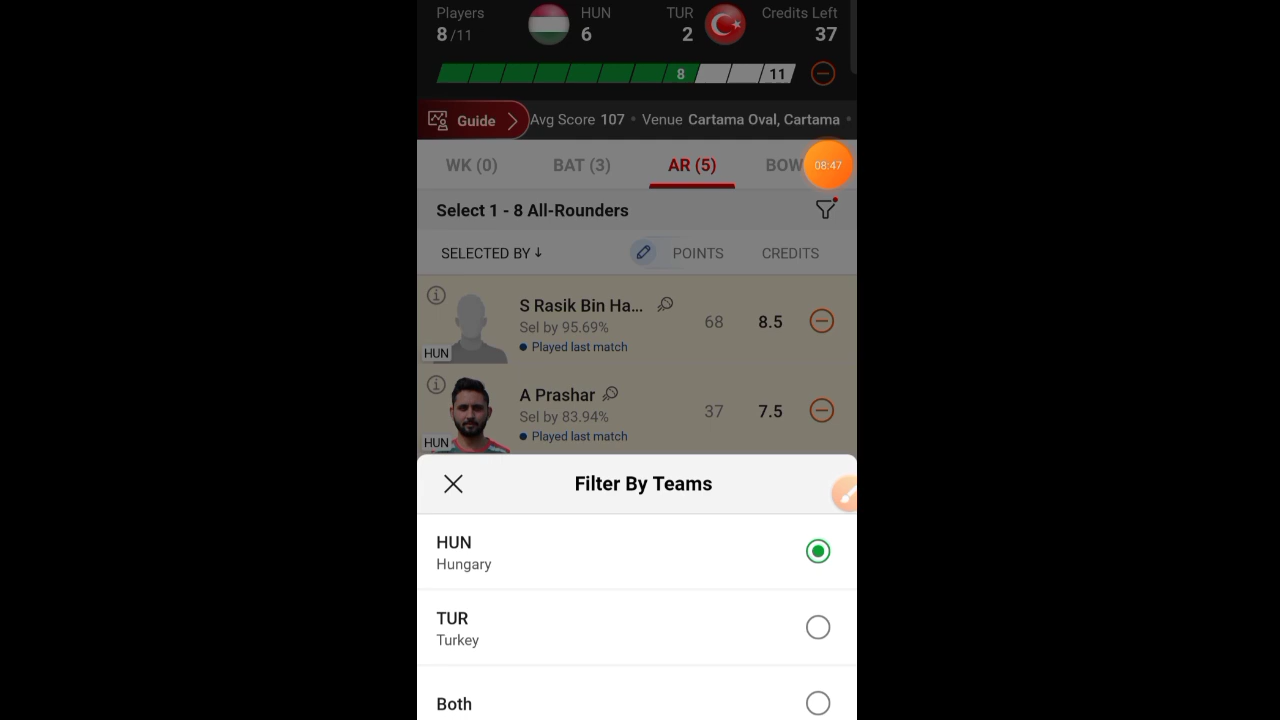 Players HUN TUR Credits Left
8/11 6 2 37
8 11
Guide Avg Score 107 • Venue Cartama Oval, Cartama •
WK (0) BAT (3) AR (5) BOW 08:47
Select 1 - 8 All-Rounders
SELECTED BY ↓ POINTS CREDITS
S Rasik Bin Ha...
Sel by 95.69% 68 8.5
Played last match
HUN
A Prashar
Sel by 83.94% 37 7.5
Played last match
HUN
Filter By Teams
HUN
Hungary
TUR
Turkey
Both